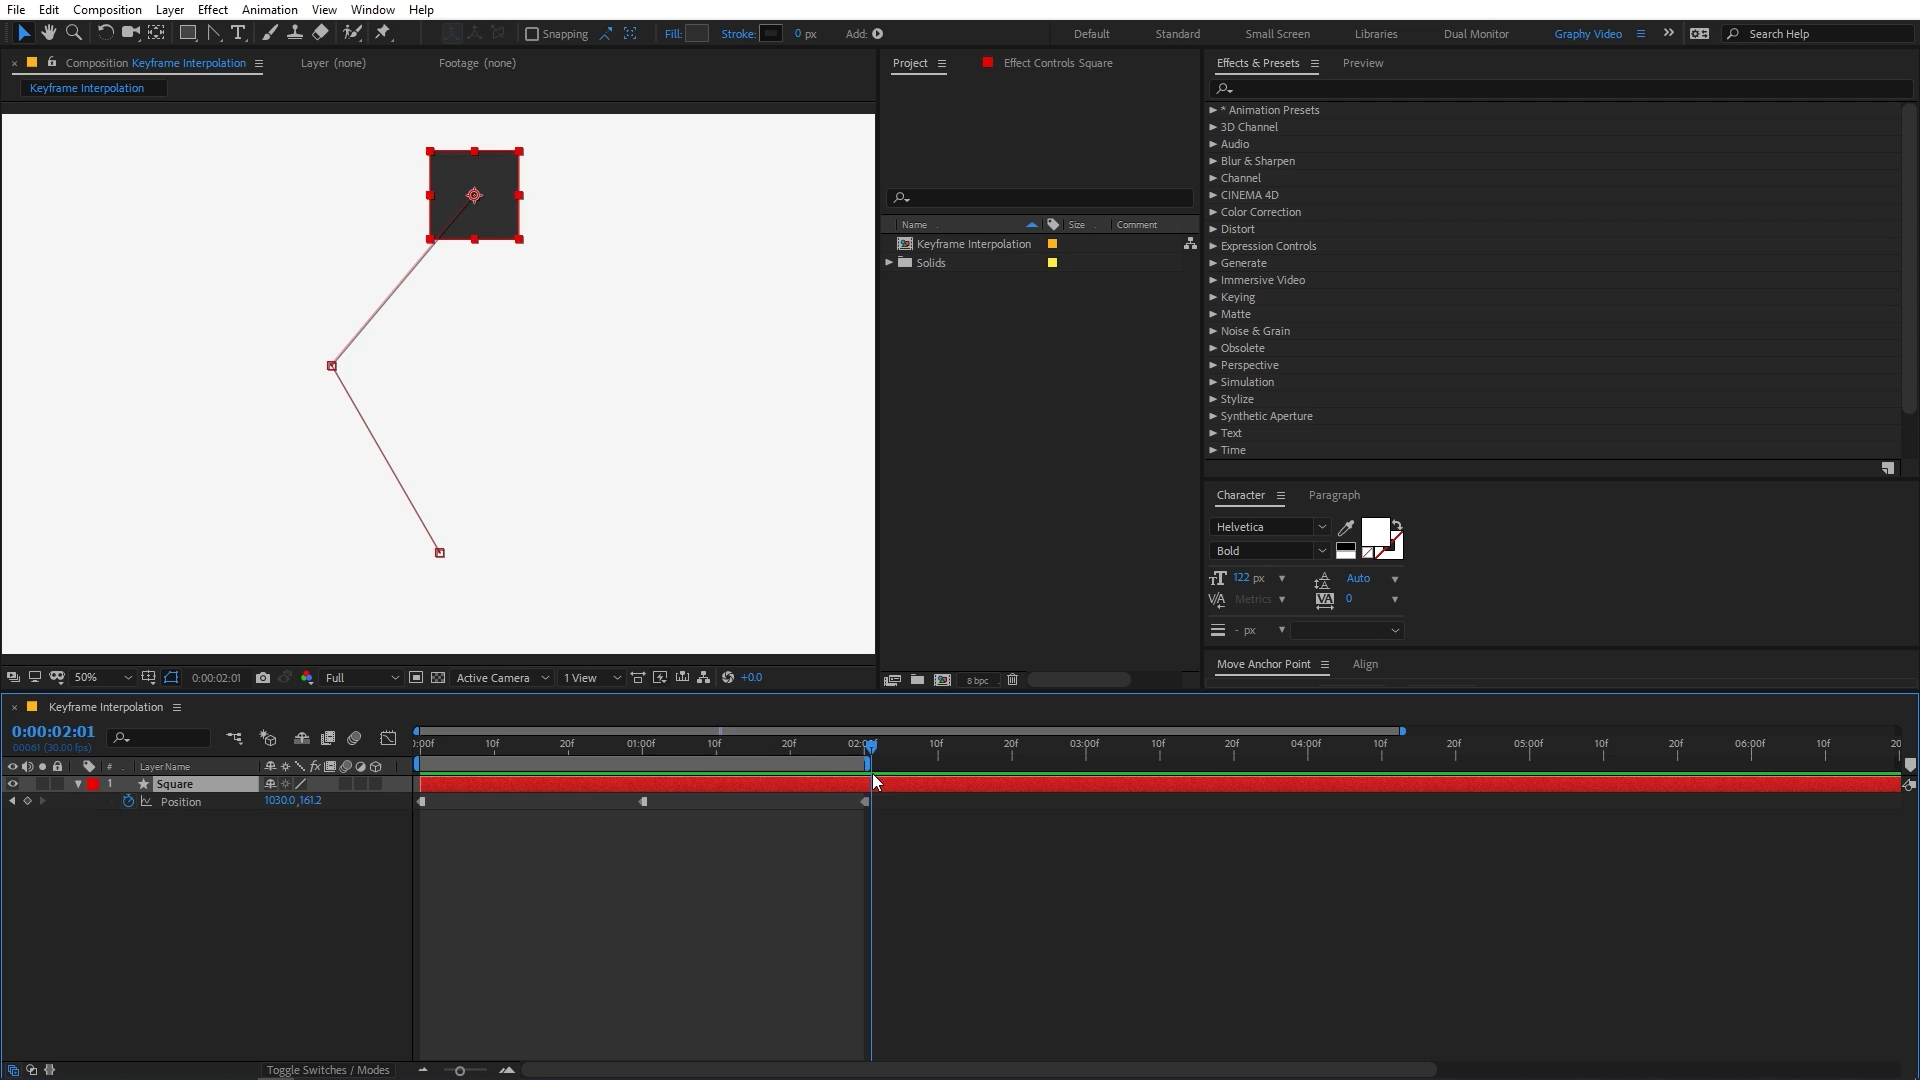 File Edit Composition Layer Effect Animation View Window Help
Snapping Fill: Stroke: 0 px Add: Default Standard Small Screen Libraries Dual Monitor Graphy Video Search Help
Composition Keyframe Interpolation Layer (none) Footage (none) Project Effect Controls Square Effects & Presets Preview
Keyframe Interpolation
* Animation Presets
3D Channel
Audio
Blur & Sharpen
Channel
CINEMA 4D
Color Correction
Distort
Expression Controls
Generate
Immersive Video
Keying
Matte
Noise & Grain
Obsolete
Perspective
Simulation
Stylize
Synthetic Aperture
Text
Time
Name Size Comment
Keyframe Interpolation
Solids
Character Paragraph
Helvetica
Bold
122 px Auto
Metrics 0
- px
Move Anchor Point Align
50% 0:00:02:01 Full Active Camera 1 View +0.0
8 bpc
Keyframe Interpolation
0:00:02:01
00061 (30.00 fps)
):00f 10f 20f 01:00f 10f 20f 02:00f 10f 20f 03:00f 10f 20f 04:00f 10f 20f 05:00f 10f 20f 06:00f 10f 20
# Layer Name
1 Square
Position 1030.0,161.2
Toggle Switches / Modes